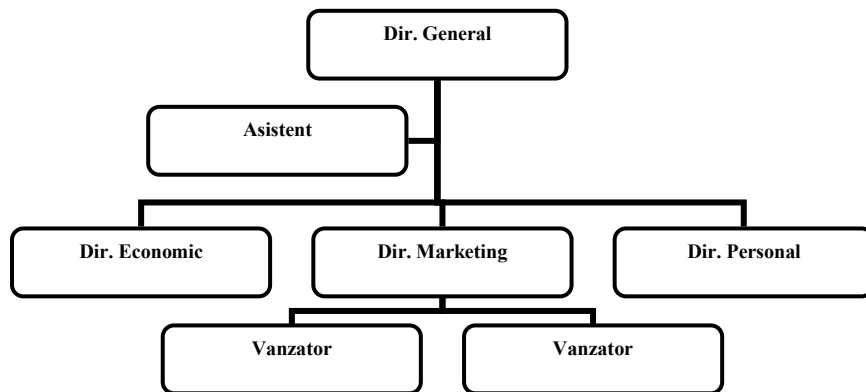 Dir. General
Asistent
Dir. Economic
Dir. Marketing
Dir. Personal
Vanzator
Vanzator